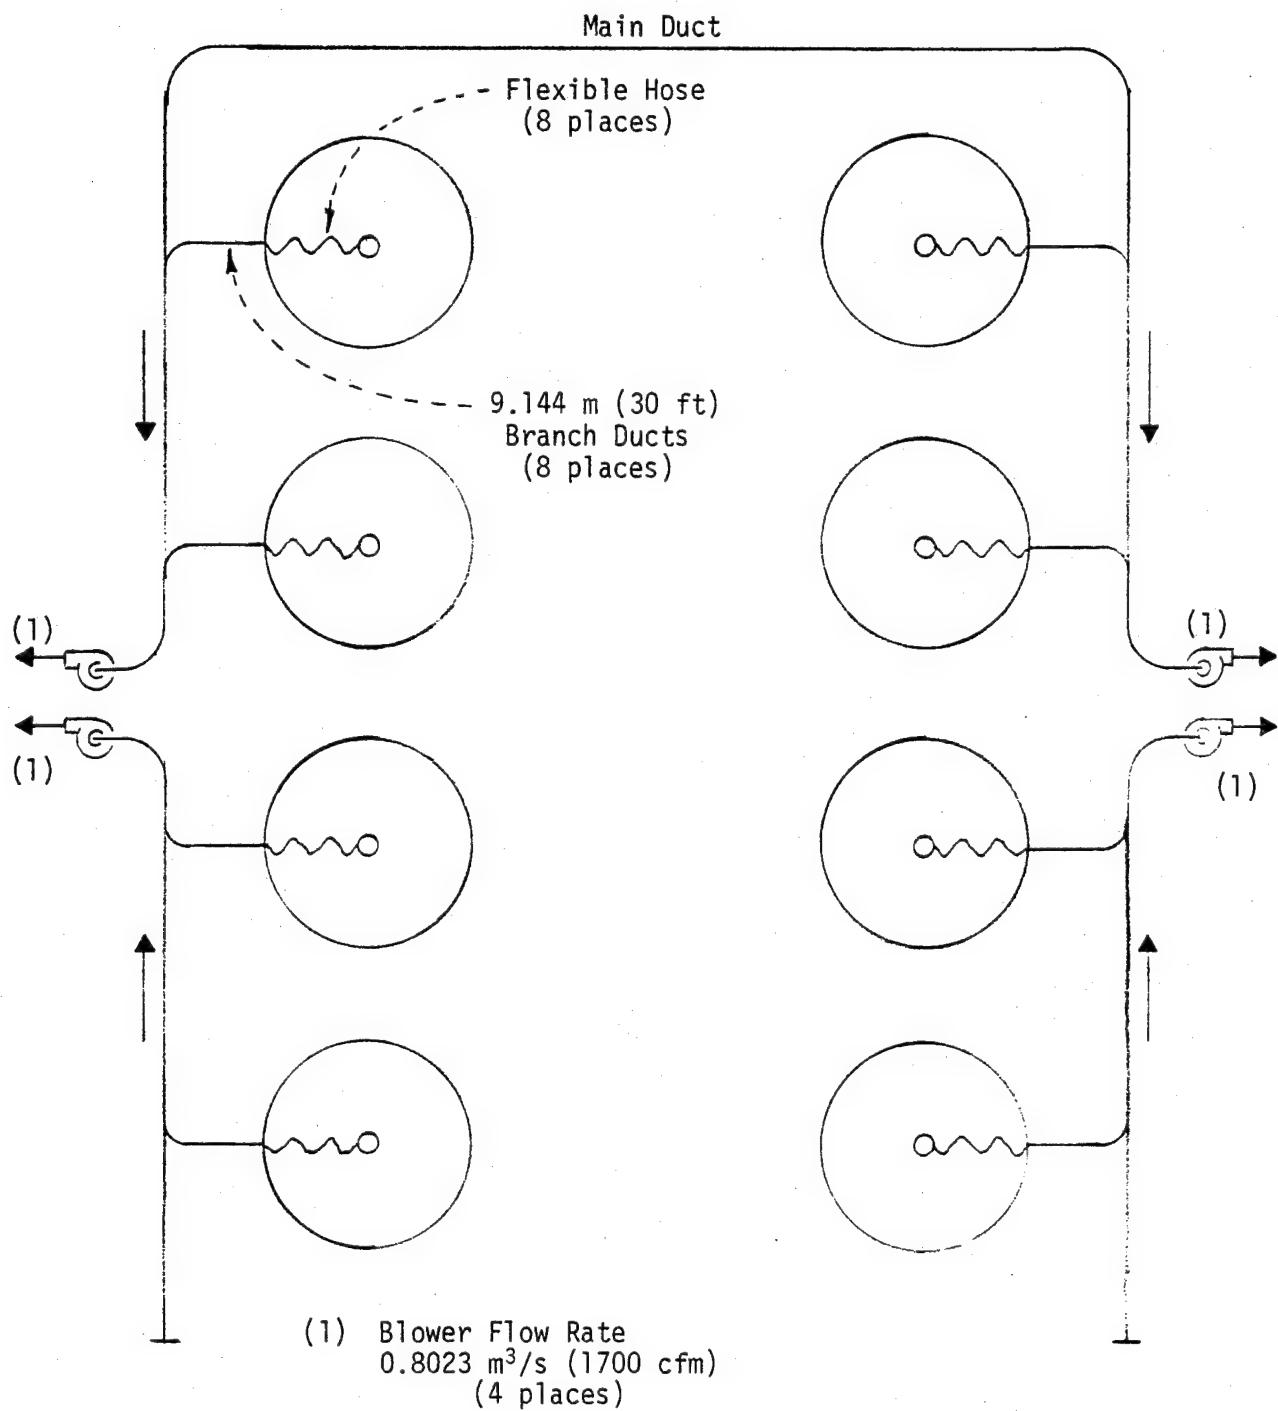 Main Duct
Flexible Hose
(8 places)
9.144 m (30 ft)
Branch Ducts
(8 places)
(1)
(1)
(1)
(1)
(1) Blower Flow Rate
0.8023 m³/s (1700 cfm)
(4 places)